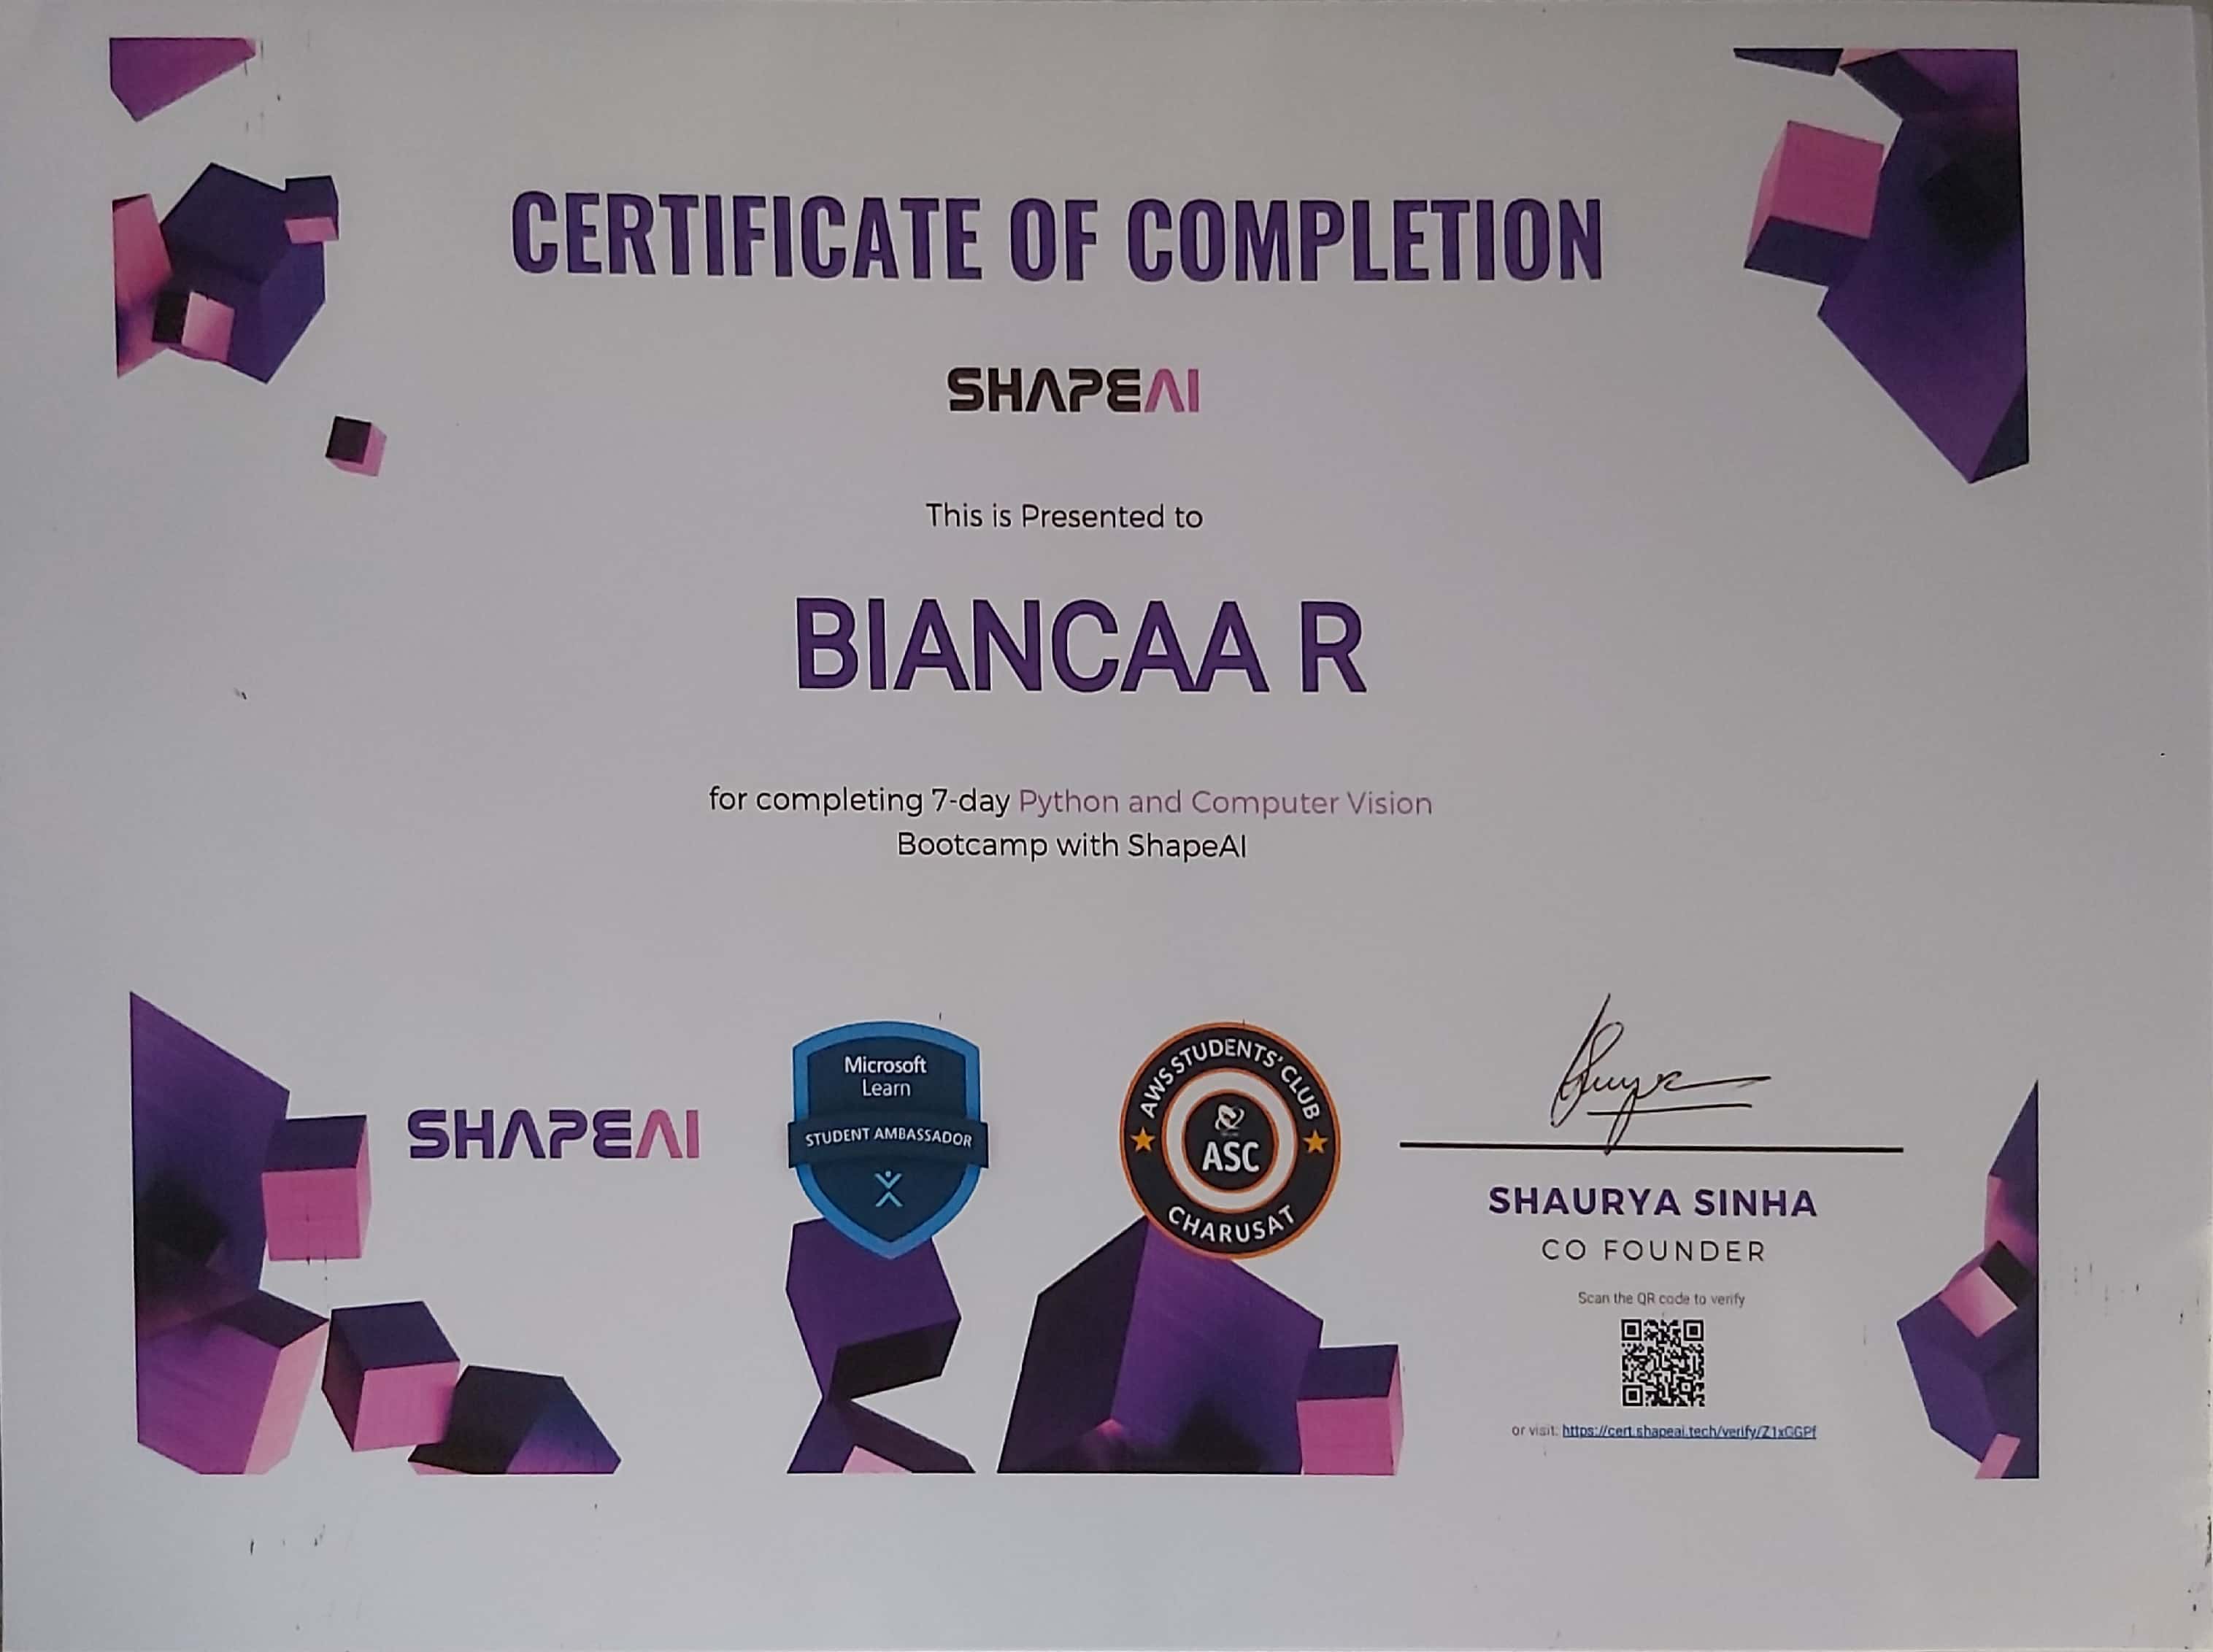 CERTIFICATE OF COMPLETION
SHAPEAI
This is Presented to
BIANCAA R
for completing 7-day Python and Computer Vision
Bootcamp with ShapeAI
SHAPEAI
Microsoft
Learn
STUDENT AMBASSADOR
AWS STUDENTS' CLUB
ASC
CHARUSAT
SHAURYA SINHA
CO FOUNDER
Scan the QR code to verify
or visit: https://cert.shapeai.tech/verify/Z1xGGPf